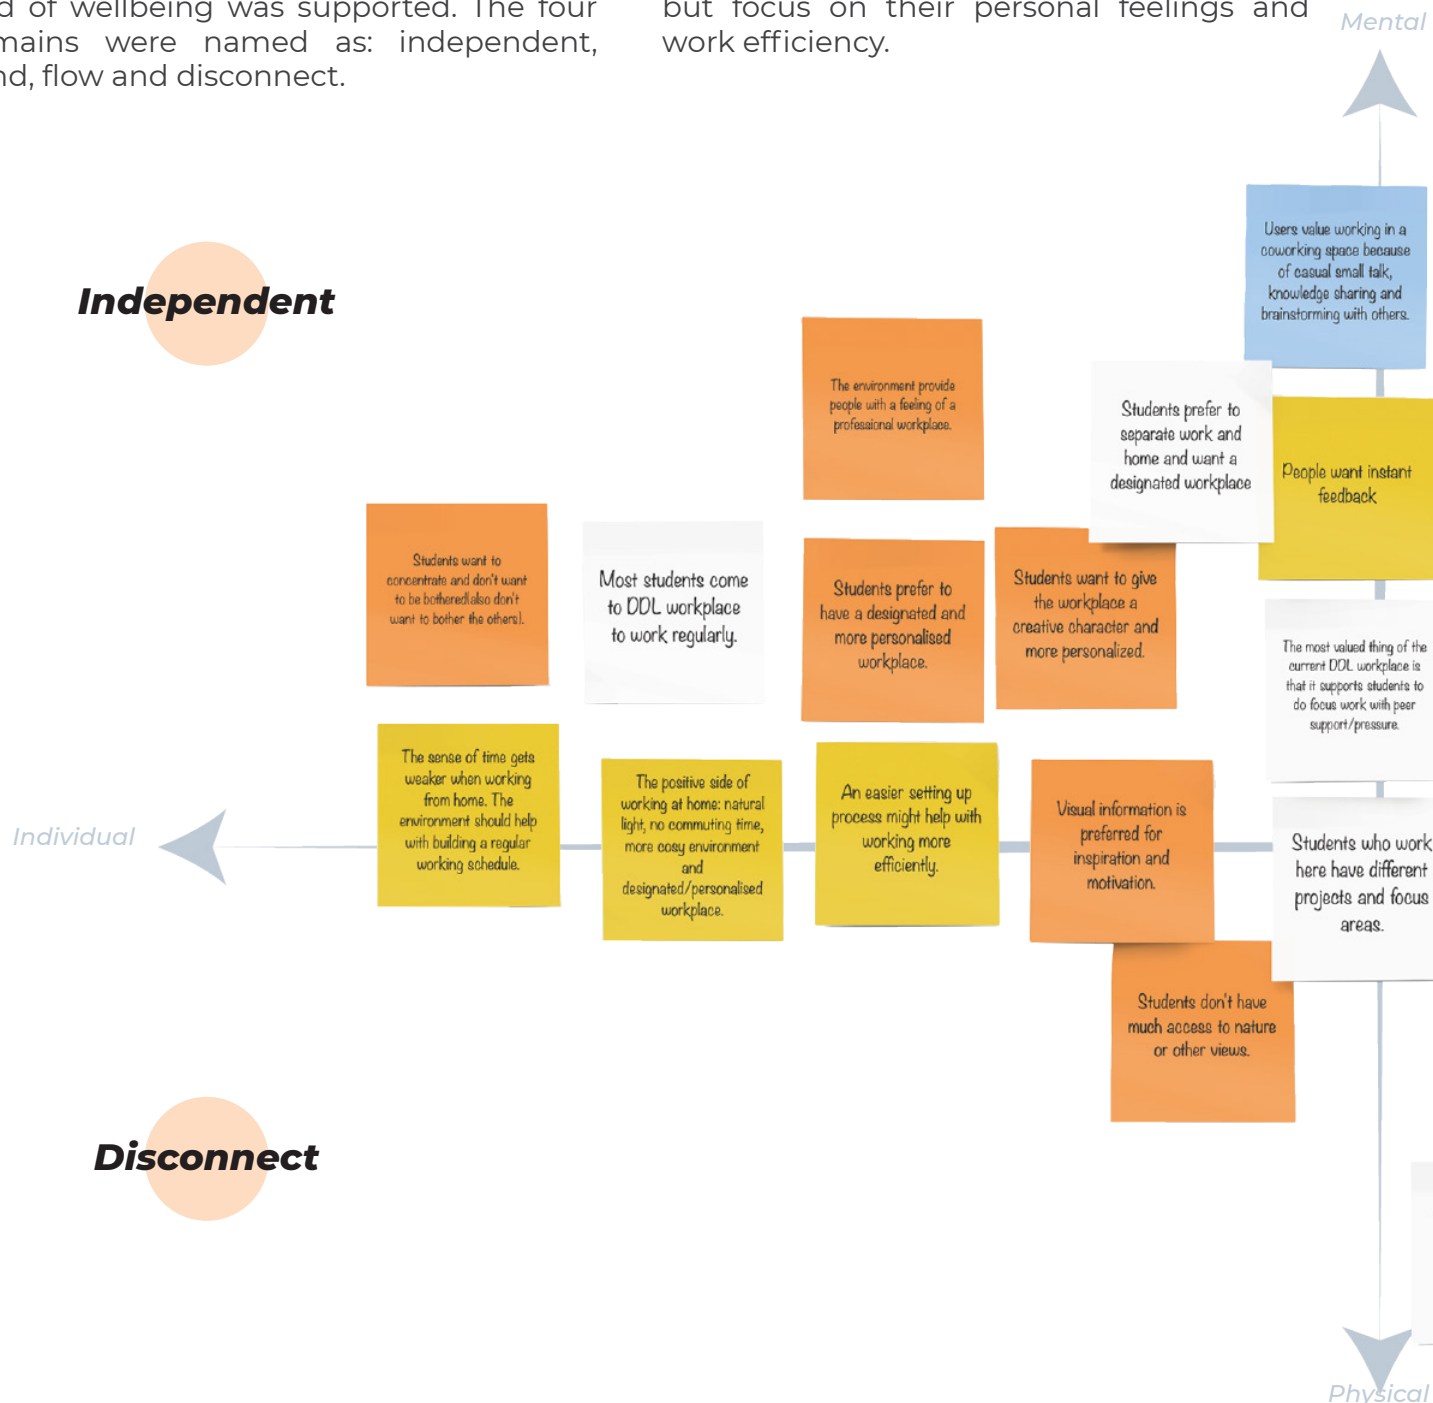 d of wellbeing was supported. The four
mains were named as: independent,
nd, flow and disconnect.
but focus on their personal feelings and
work efficiency.
Mental
Independent
Users value working in a
coworking space because
of casual small talk,
knowledge sharing and
brainstorming with others.
The environment provide
people with a feeling of a
professional workplace.
Students prefer to
separate work and
home and want a
designated workplace
People want instant
feedback
Students want to
concentrate and don't want
to be bothered(also don't
want to bother the others).
Most students come
to DDL workplace
to work regularly.
Students prefer to
have a designated and
more personalised
workplace.
Students want to give
the workplace a
creative character and
more personalized.
The most valued thing of the
current DDL workplace is
that it supports students to
do focus work with peer
support/pressure.
Individual
The sense of time gets
weaker when working
from home. The
environment should help
with building a regular
working schedule.
The positive side of
working at home: natural
light, no commuting time,
more cosy environment
and
designated/personalised
workplace.
An easier setting up
process might help with
working more
efficiently.
Visual information is
preferred for
inspiration and
motivation.
Students who work
here have different
projects and focus
areas.
Students don't have
much access to nature
or other views.
Disconnect
Physical